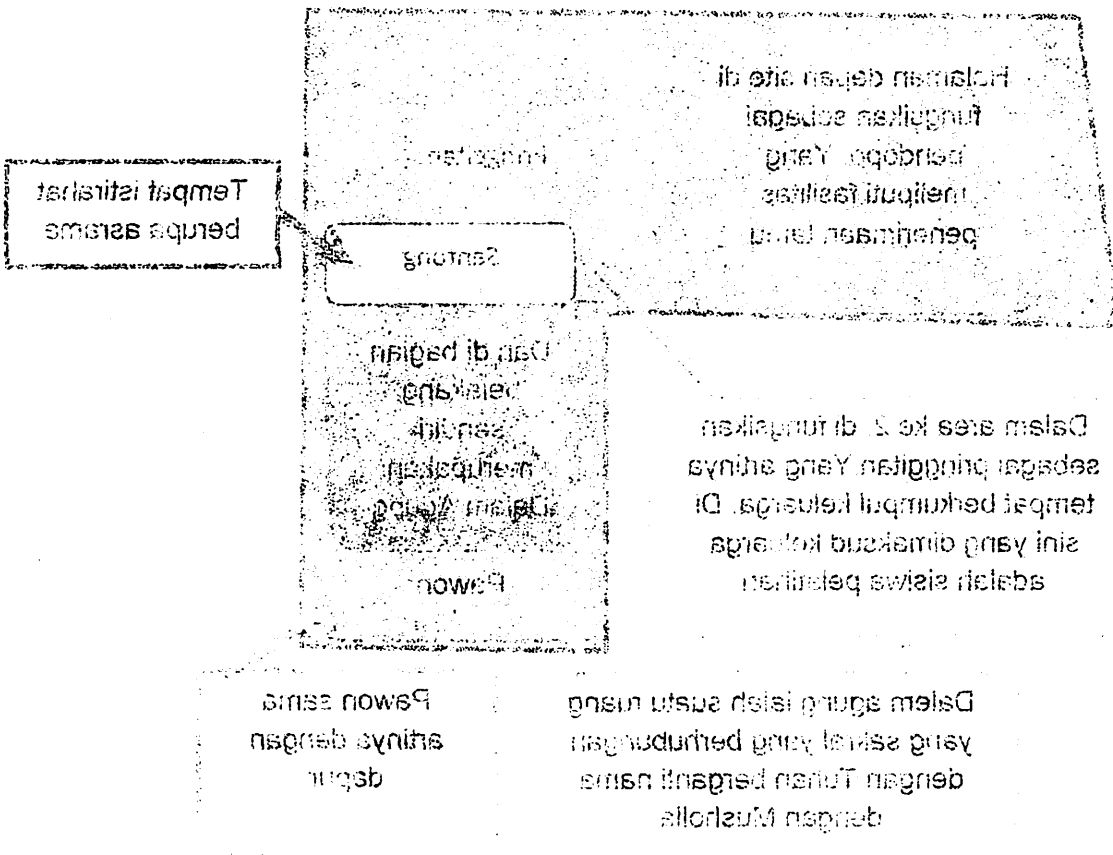 Halaman depan site di
fungsikan sebagai
pendopo. Yang
meliputi fasilitas
penerimaan tamu
Pringgitan
Tempat istirahat
berupa asrama
Sentong
Dan di bagian
belakang
sendiri
merupakan
Dalam Agung
Pawon
Dalam area ke 2. di fungsikan
sebagai pringgitan Yang artinya
tempat berkumpul keluarga. Di
sini yang dimaksud keluarga
adalah sisiwa pelatihan
Pawon sama
artinya dengan
dapur
Dalem agung ialah suatu ruang
yang sakral yang berhubungan
dengan Tuhan berganti nama
dengan Musholla